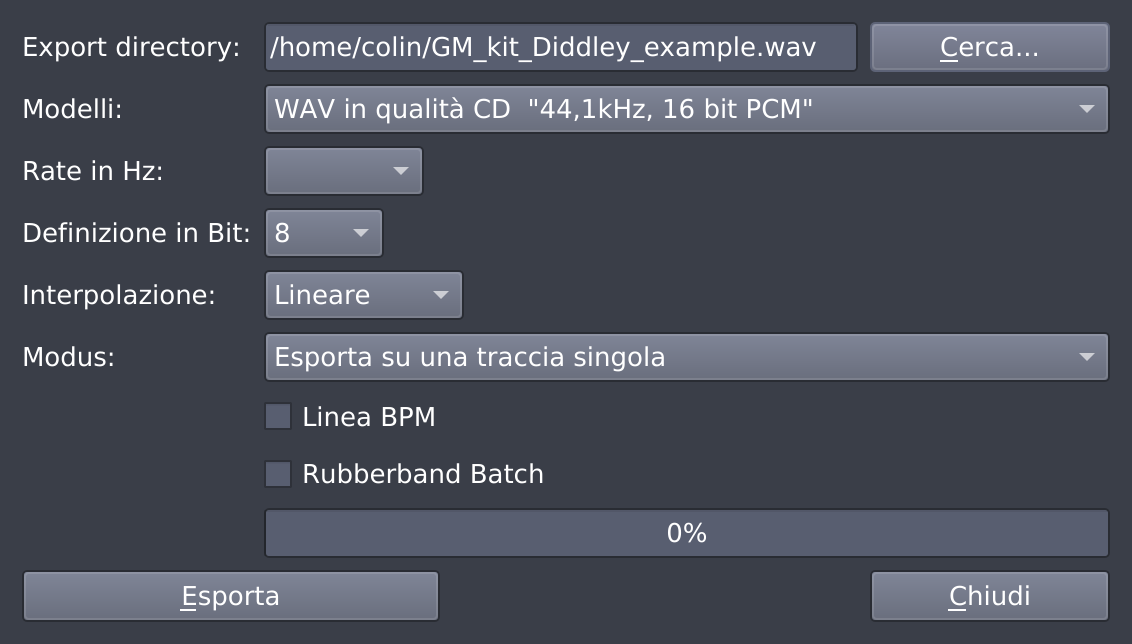 Export directory: /home/colin/GM_kit_Diddley_example.wav Cerca...
Modelli: WAV in qualità CD  "44,1kHz, 16 bit PCM"
Rate in Hz:
Definizione in Bit: 8
Interpolazione: Lineare
Modus: Esporta su una traccia singola
Linea BPM
Rubberband Batch
0%
Esporta Chiudi